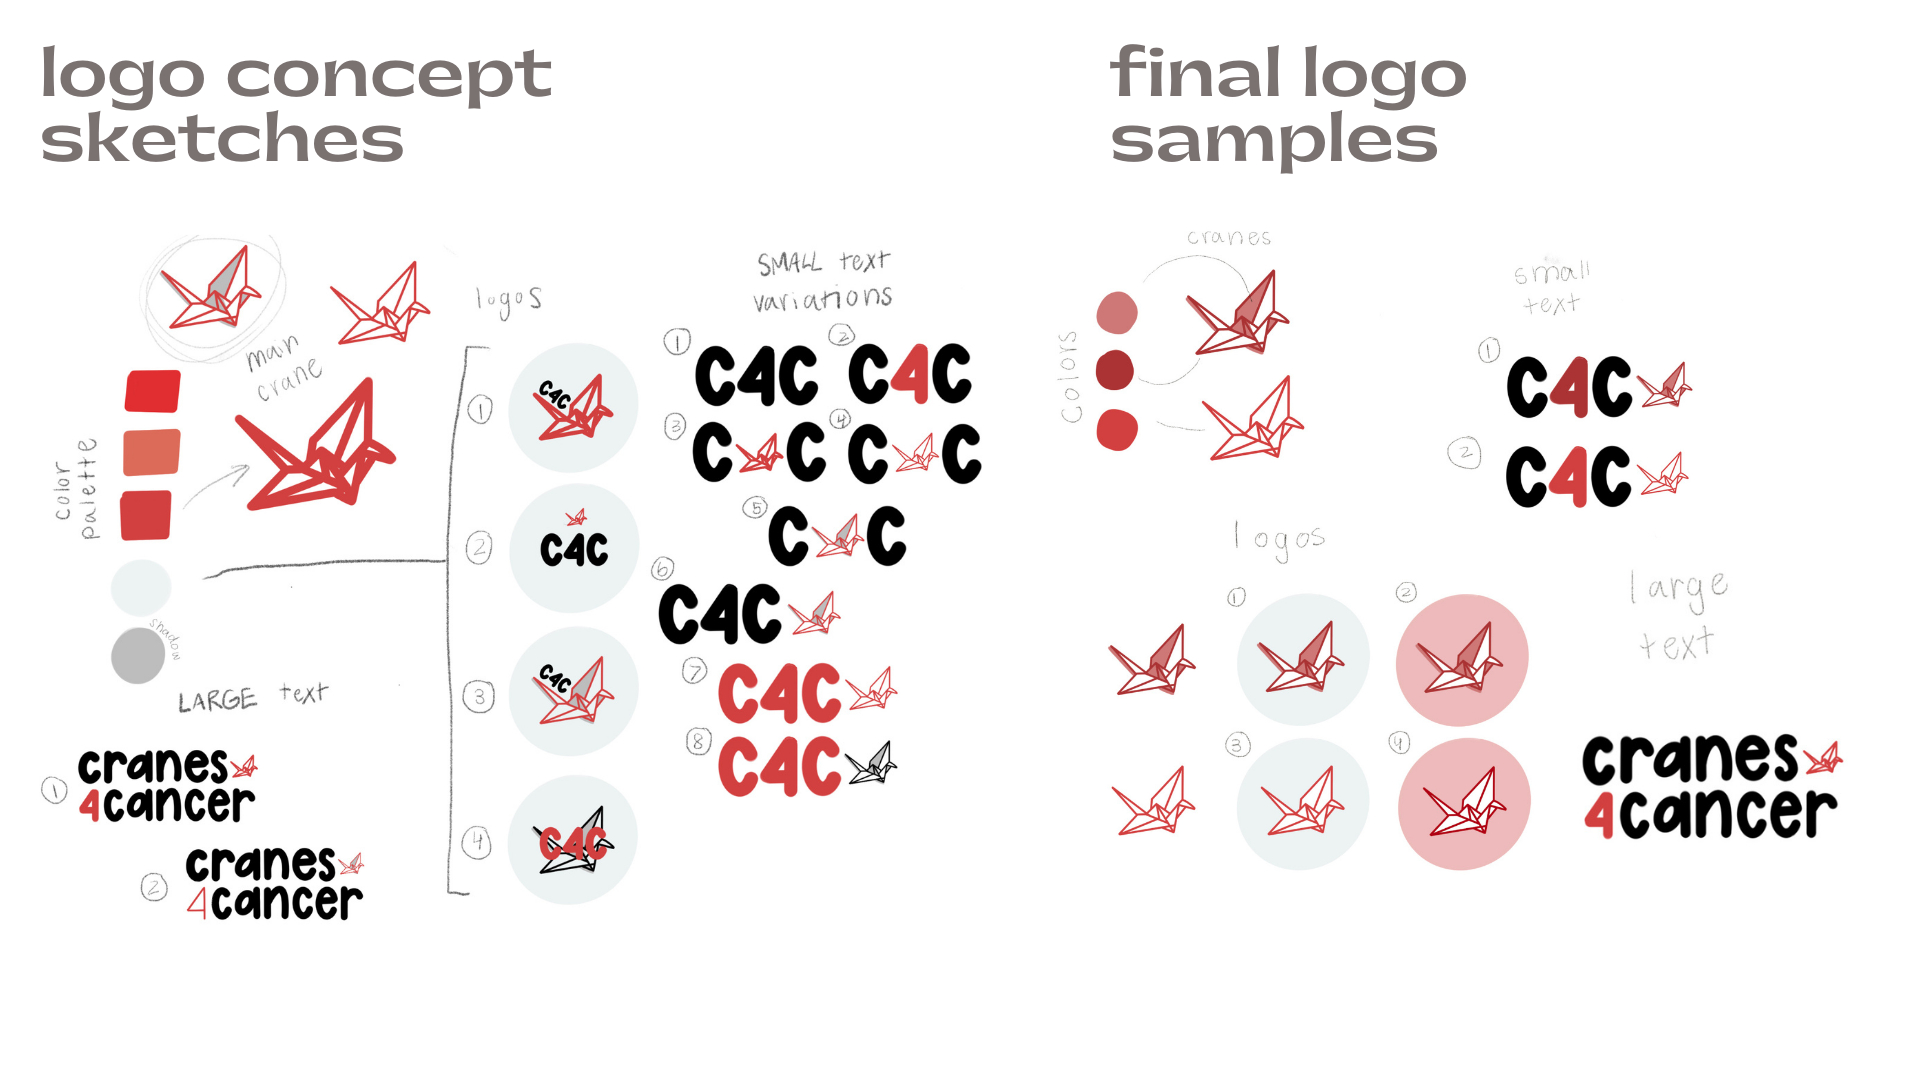 logo concept
sketches
main
crane
color
palette
shadow
LARGE text
1
cranes
4cancer
2
cranes
4cancer
logos
1
C4C
2
C4C
3
C4C
4
C4C
SMALL text
variations
1
C4C
2
C4C
3
C C
4
C C
5
C C
6
C4C
7
C4C
8
C4C
final logo
samples
cranes
colors
small
text
1
C4C
2
C4C
logos
1
2
3
4
large
text
cranes
4cancer